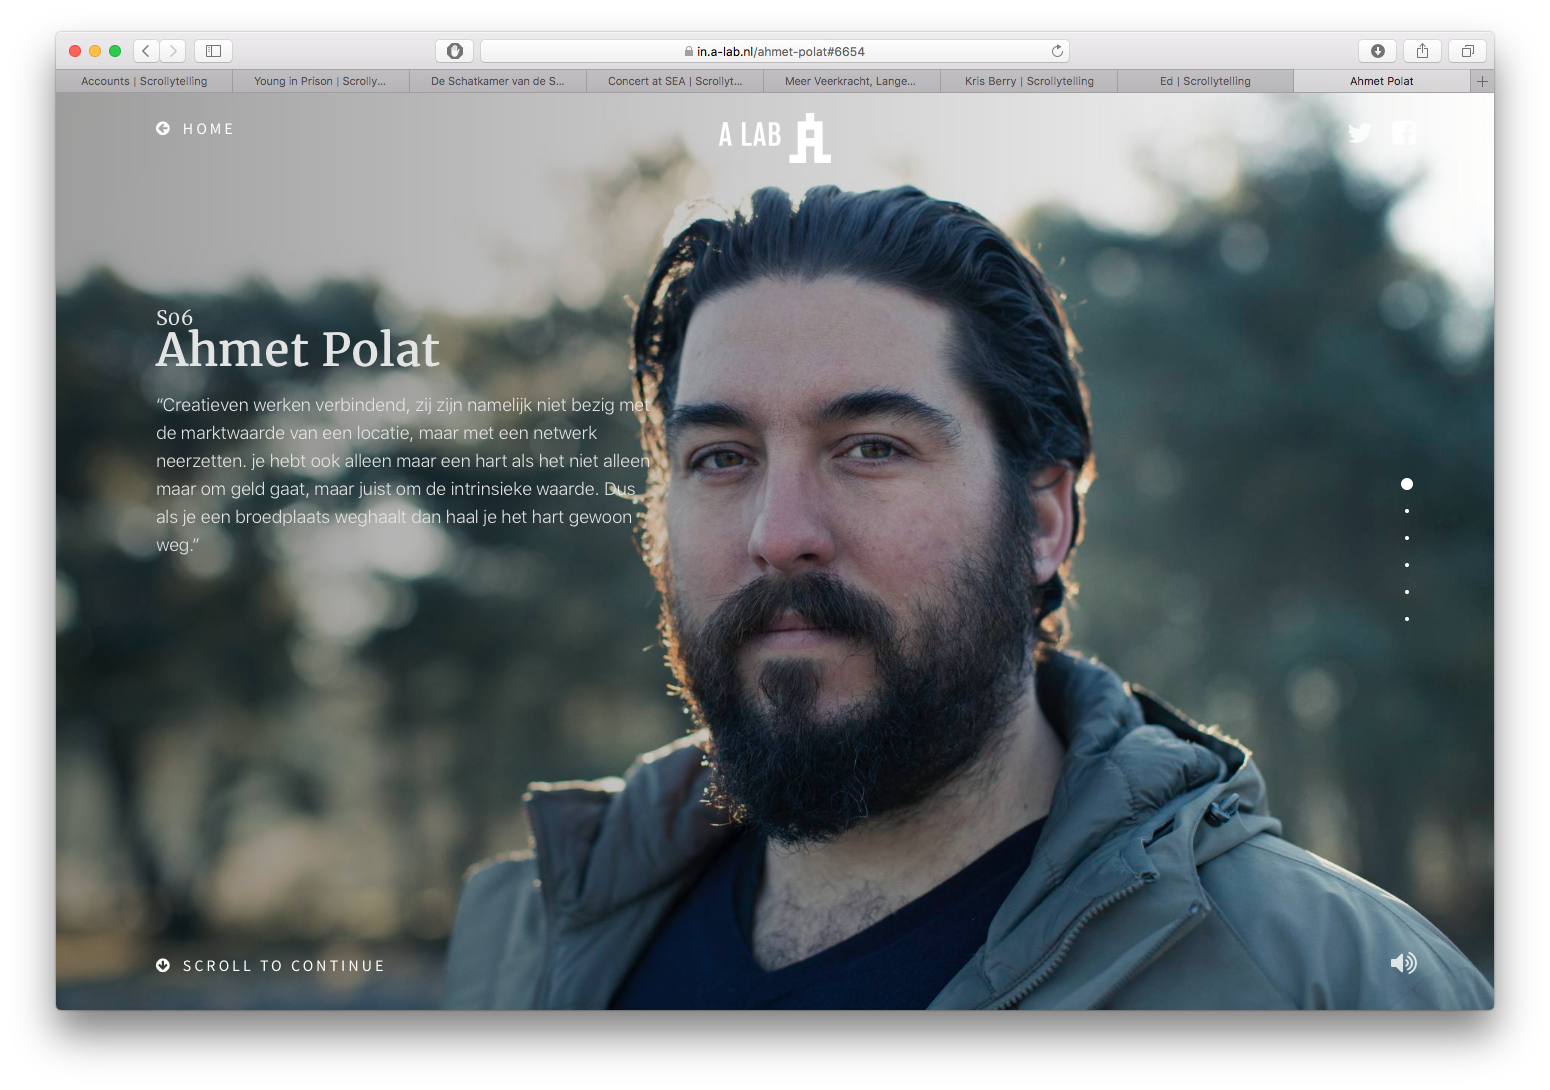 in.a-lab.nl/ahmet-polat#6654
Accounts | Scrollytelling
Young in Prison | Scrolly...
De Schatkamer van de S...
Concert at SEA | Scrollyt...
Meer Veerkracht, Lange...
Kris Berry | Scrollytelling
Ed | Scrollytelling
Ahmet Polat
HOME
A LAB
S06
Ahmet Polat
“Creatieven werken verbindend, zij zijn namelijk niet bezig met
de marktwaarde van een locatie, maar met een netwerk
neerzetten. je hebt ook alleen maar een hart als het niet alleen
maar om geld gaat, maar juist om de intrinsieke waarde. Dus
als je een broedplaats weghaalt dan haal je het hart gewoon
weg.”
SCROLL TO CONTINUE